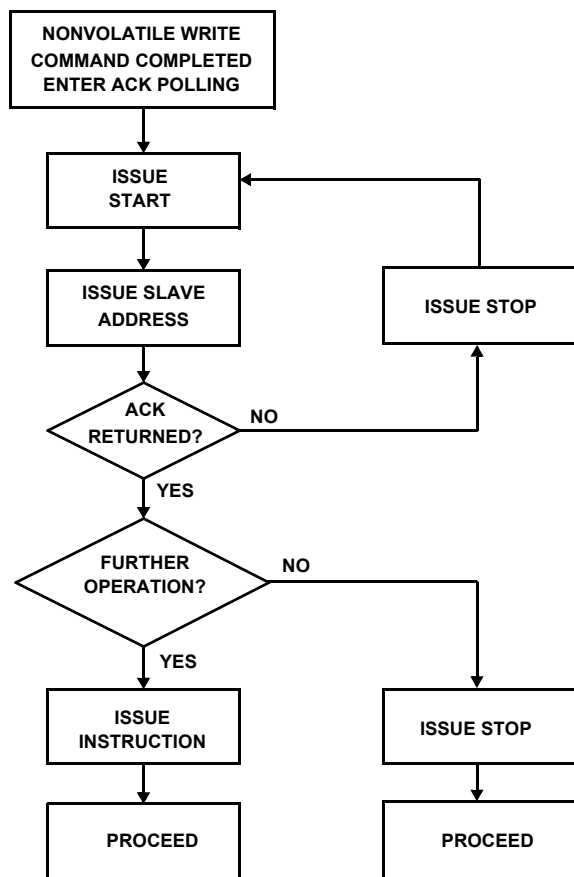 NONVOLATILE WRITE
COMMAND COMPLETED
ENTER ACK POLLING
ISSUE
START
ISSUE SLAVE
ADDRESS
ISSUE STOP
ACK
RETURNED?
NO
YES
FURTHER
OPERATION?
NO
YES
ISSUE
INSTRUCTION
ISSUE STOP
PROCEED
PROCEED